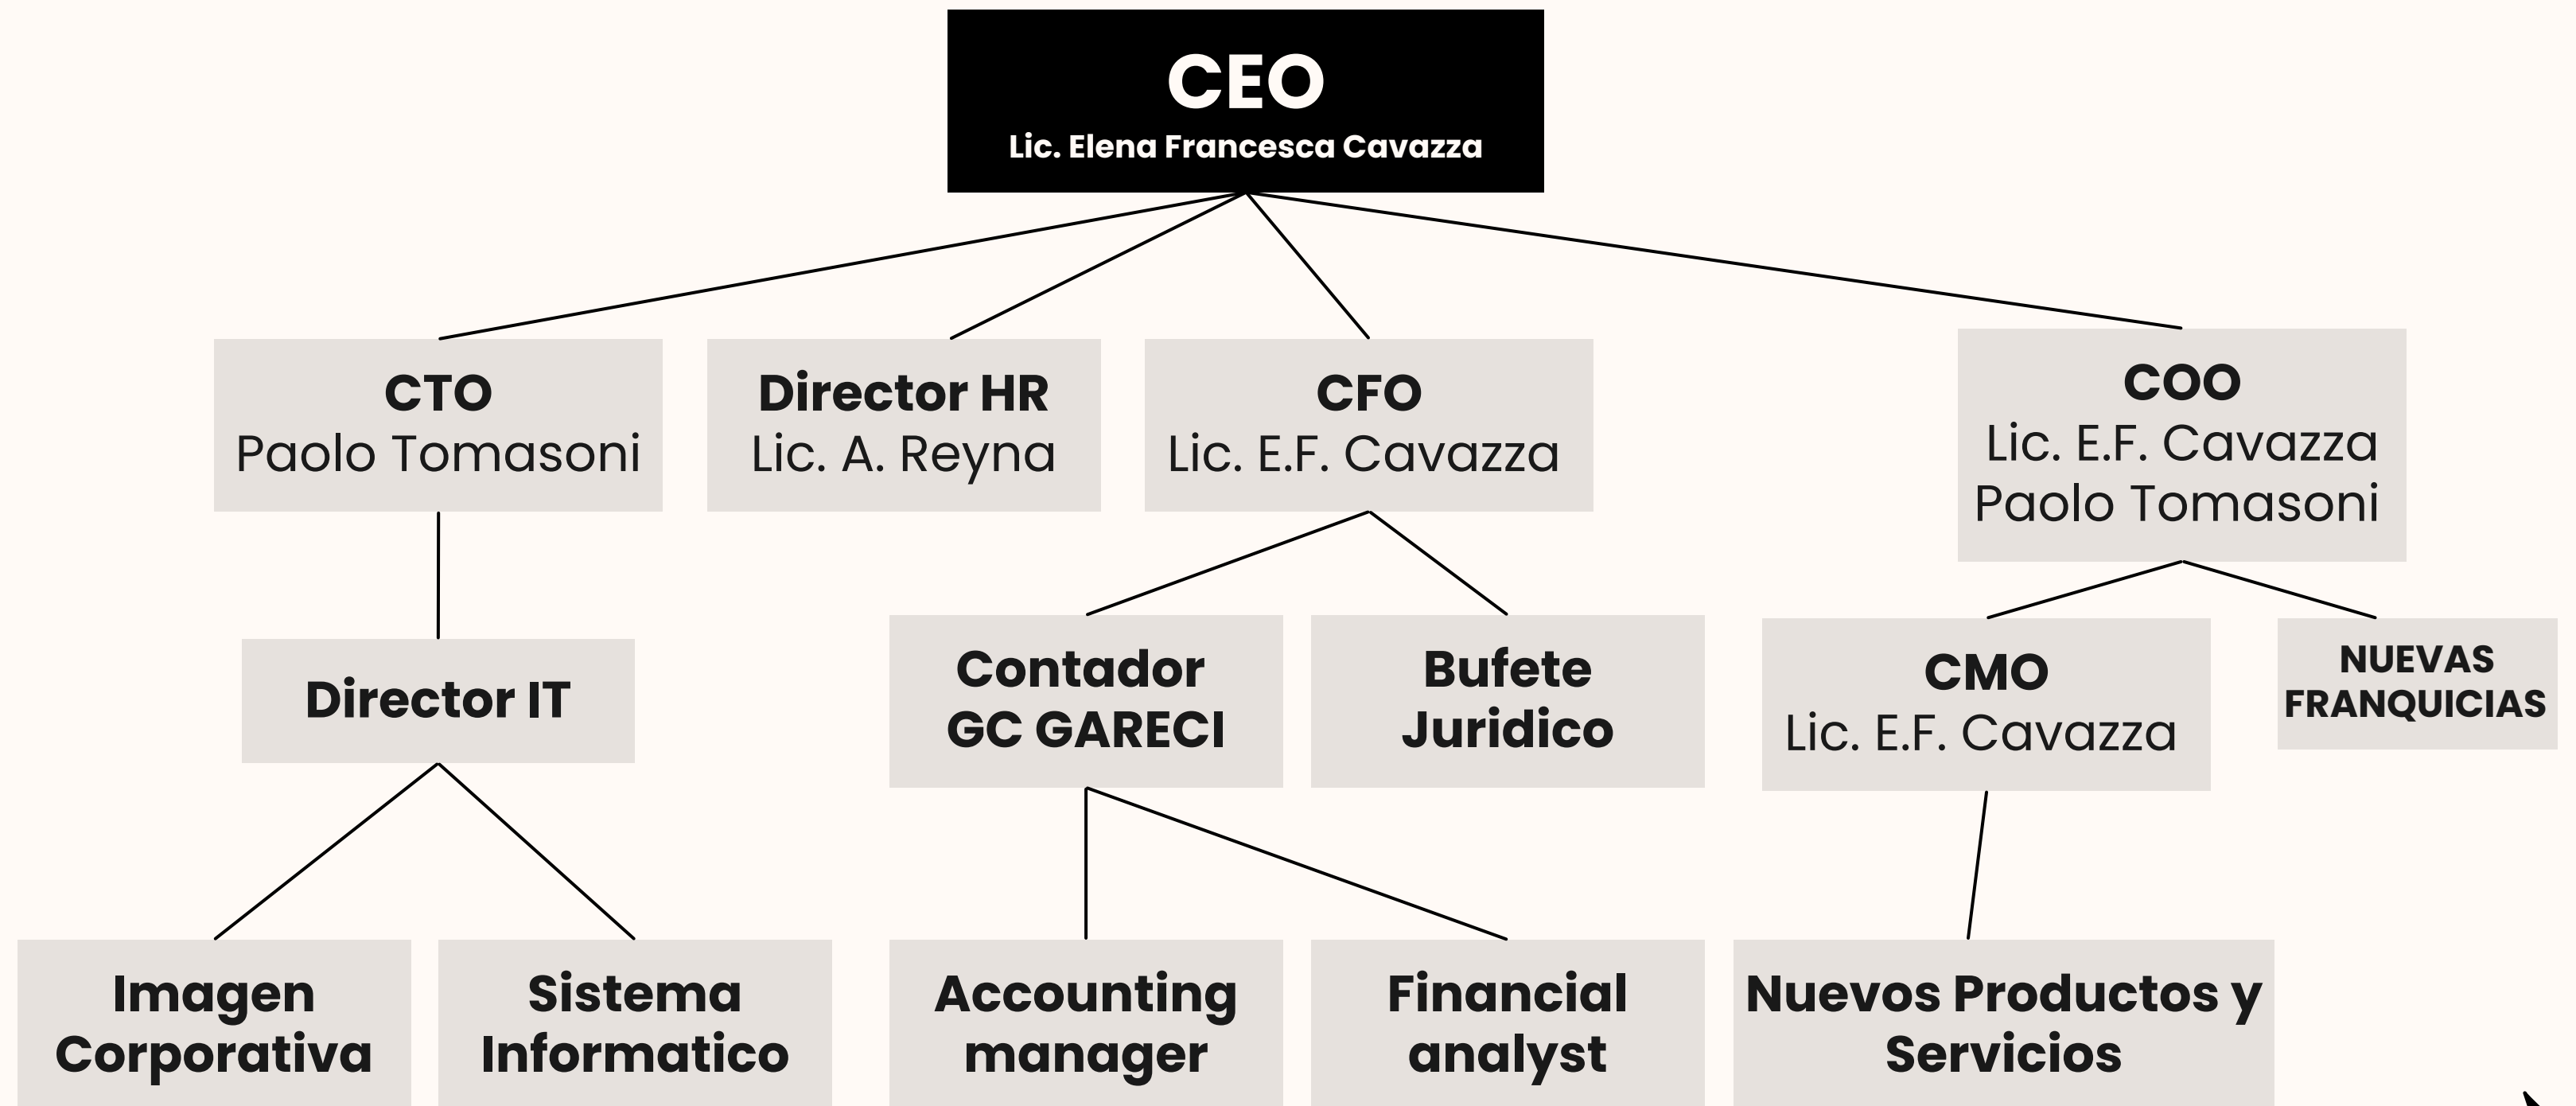 CEO
Lic. Elena Francesca Cavazza
CTO
Paolo Tomasoni
Director HR
Lic. A. Reyna
CFO
Lic. E.F. Cavazza
COO
Lic. E.F. Cavazza
Paolo Tomasoni
Director IT
Contador
GC GARECI
Bufete
Juridico
CMO
Lic. E.F. Cavazza
NUEVAS
FRANQUICIAS
Imagen
Corporativa
Sistema
Informatico
Accounting
manager
Financial
analyst
Nuevos Productos y
Servicios